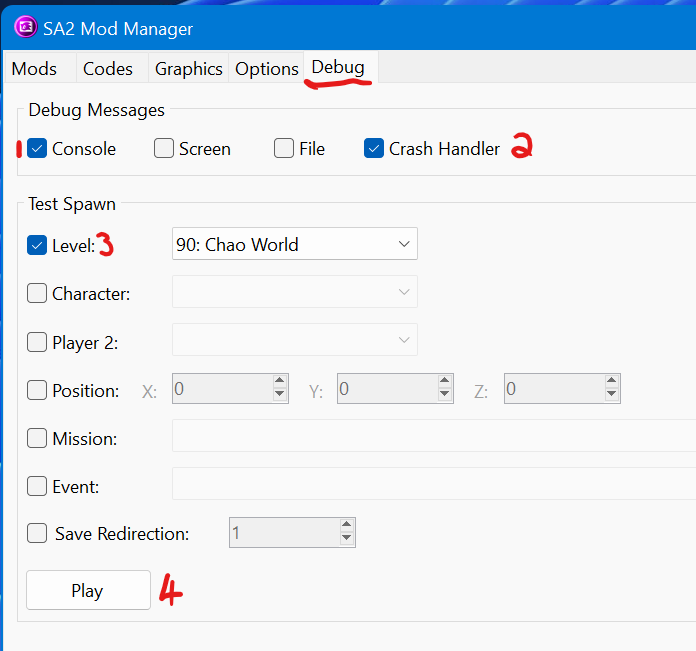 SA2 Mod Manager
Mods Codes Graphics Options Debug
Debug Messages
1 Console Screen File Crash Handler 2
Test Spawn
Level: 3 90: Chao World
Character:
Player 2:
Position: X: 0 Y: 0 Z: 0
Mission:
Event:
Save Redirection: 1
Play 4